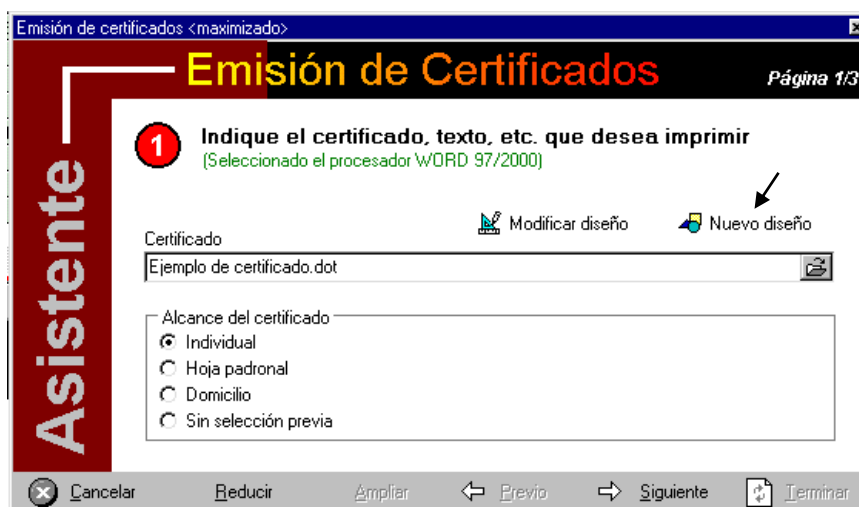 Emisión de certificados <maximizado>
Emisión de Certificados
Página 1/3
Asistente
1
Indique el certificado, texto, etc. que desea imprimir
(Seleccionado el procesador WORD 97/2000)
Modificar diseño
Nuevo diseño
Certificado
Ejemplo de certificado.dot
Alcance del certificado
Individual
Hoja padronal
Domicilio
Sin selección previa
Cancelar
Reducir
Ampliar
Previo
Siguiente
Terminar